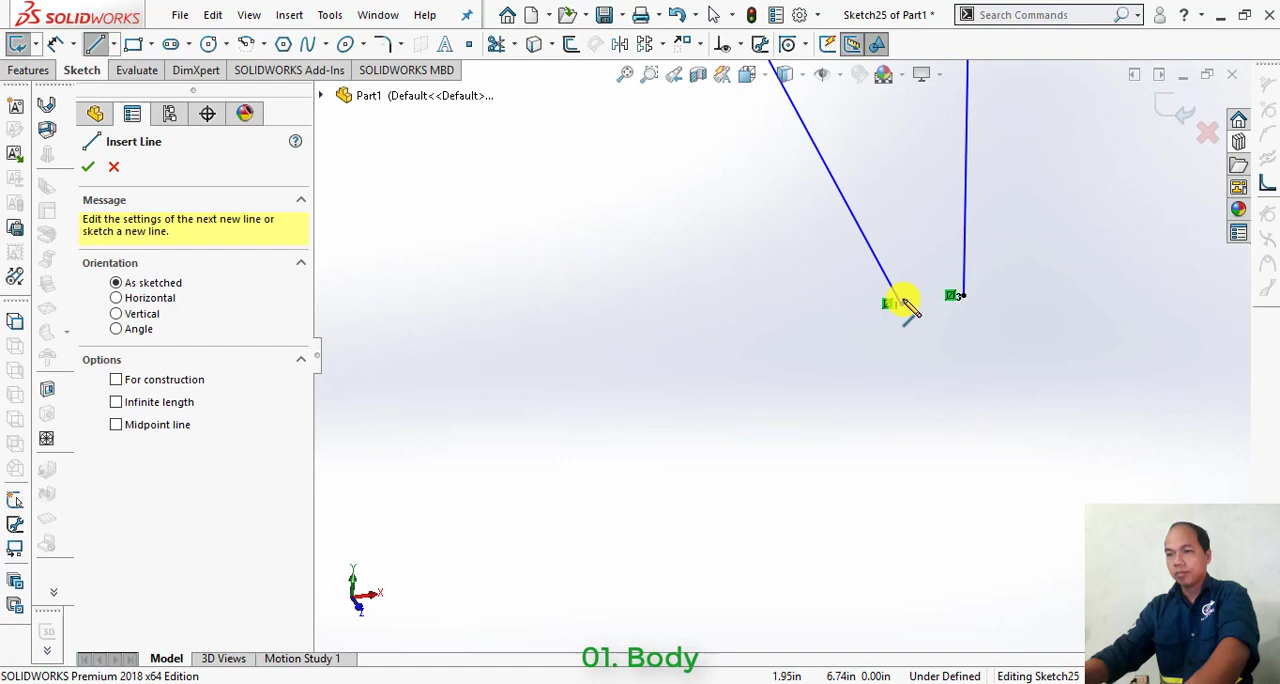 SOLIDWORKS
File Edit View Insert Tools Window Help
Sketch25 of Part1 *
Search Commands
?
Features Sketch Evaluate DimXpert SOLIDWORKS Add-Ins SOLIDWORKS MBD
Part1 (Default<<Default>...
Insert Line
Message
Edit the settings of the next new line or
sketch a new line.
Orientation
As sketched
Horizontal
Vertical
Angle
Options
For construction
Infinite length
Midpoint line
3
Y
X
Z
3D
01. Body
Model 3D Views Motion Study 1
SOLIDWORKS Premium 2018 x64 Edition
1.95in 6.74in 0.00in Under Defined Editing Sketch25